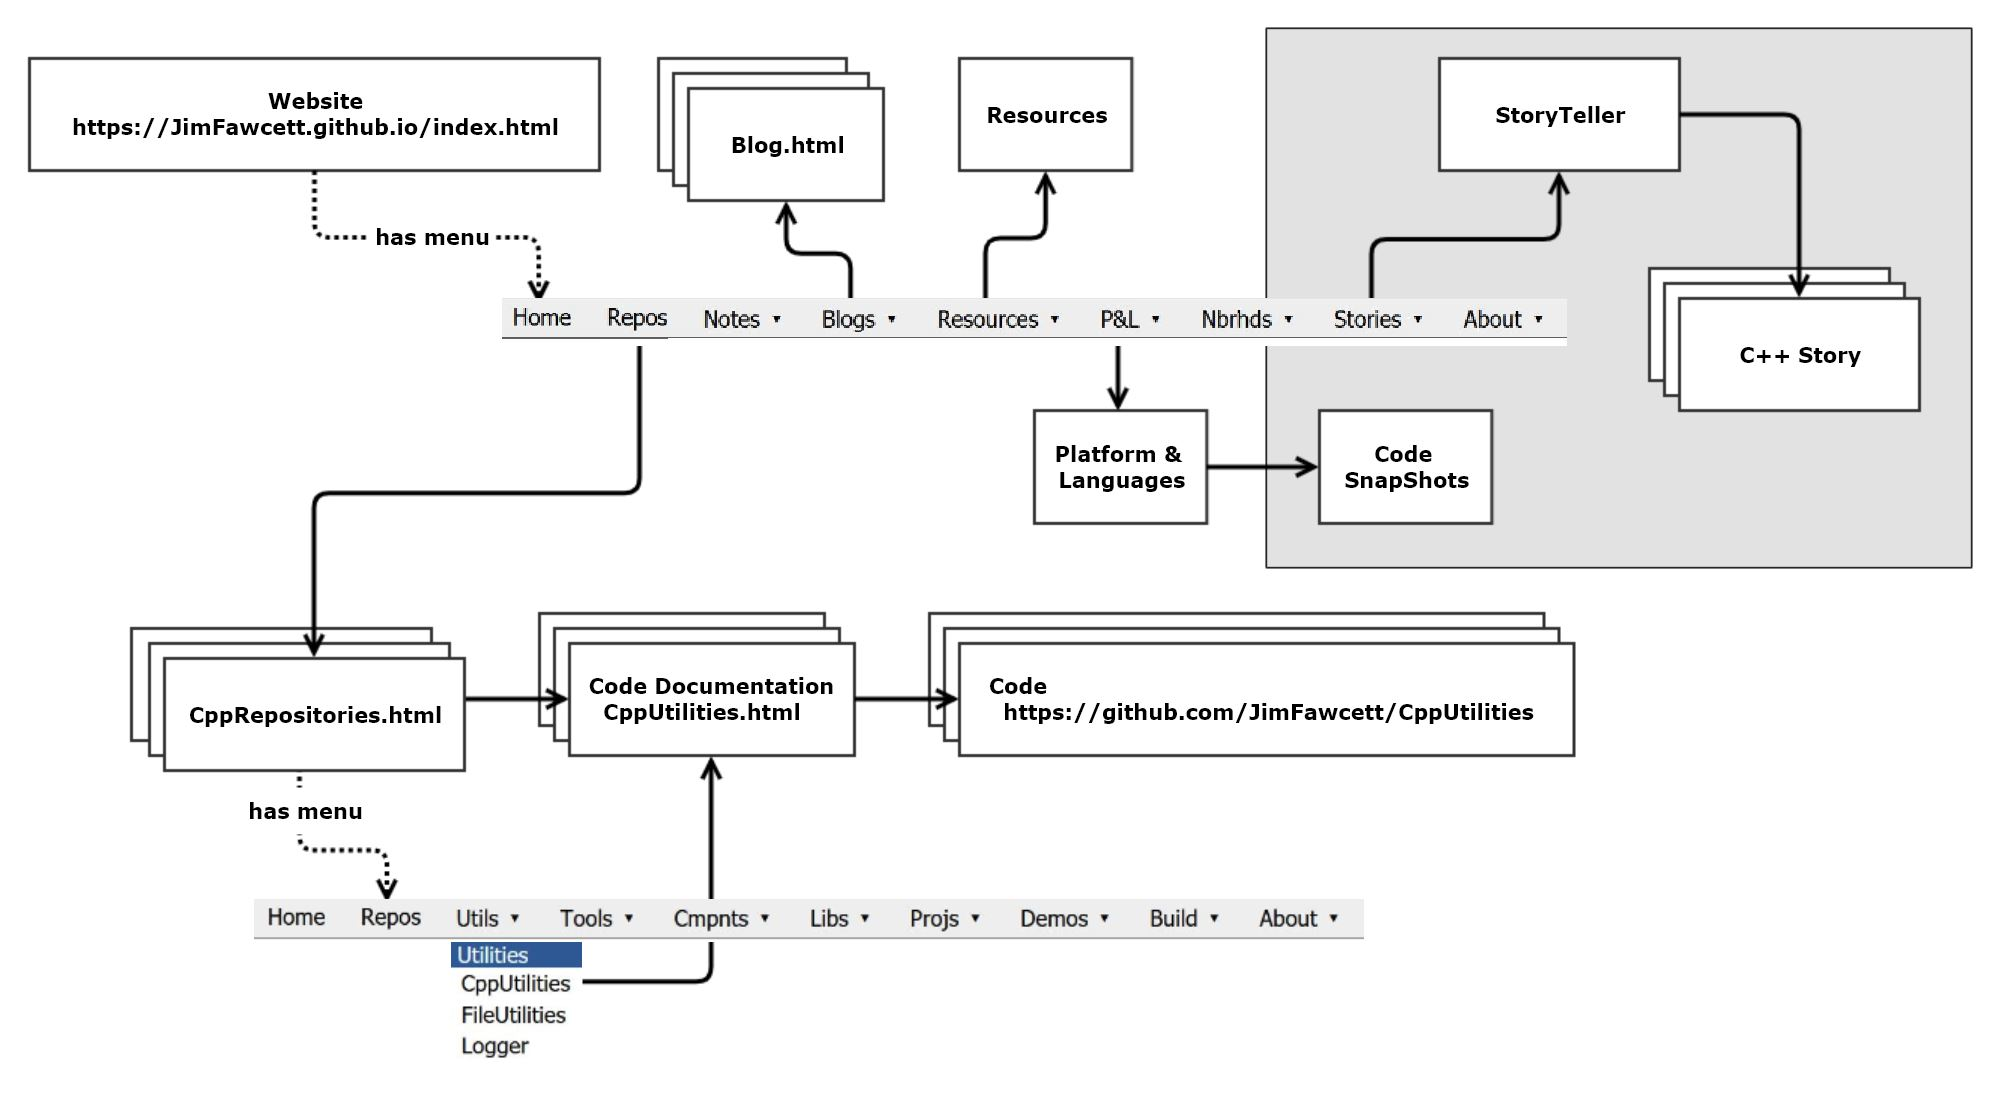 Website
https://JimFawcett.github.io/index.html
Blog.html
Resources
StoryTeller
has menu
Home Repos Notes ▾ Blogs ▾ Resources ▾ P&L ▾ Nbrhds ▾ Stories ▾ About ▾
C++ Story
Platform &
Languages
Code
SnapShots
CppRepositories.html
Code Documentation
CppUtilities.html
Code
https://github.com/JimFawcett/CppUtilities
has menu
Home Repos Utils ▾ Tools ▾ Cmpnts ▾ Libs ▾ Projs ▾ Demos ▾ Build ▾ About ▾
Utilities
CppUtilities
FileUtilities
Logger